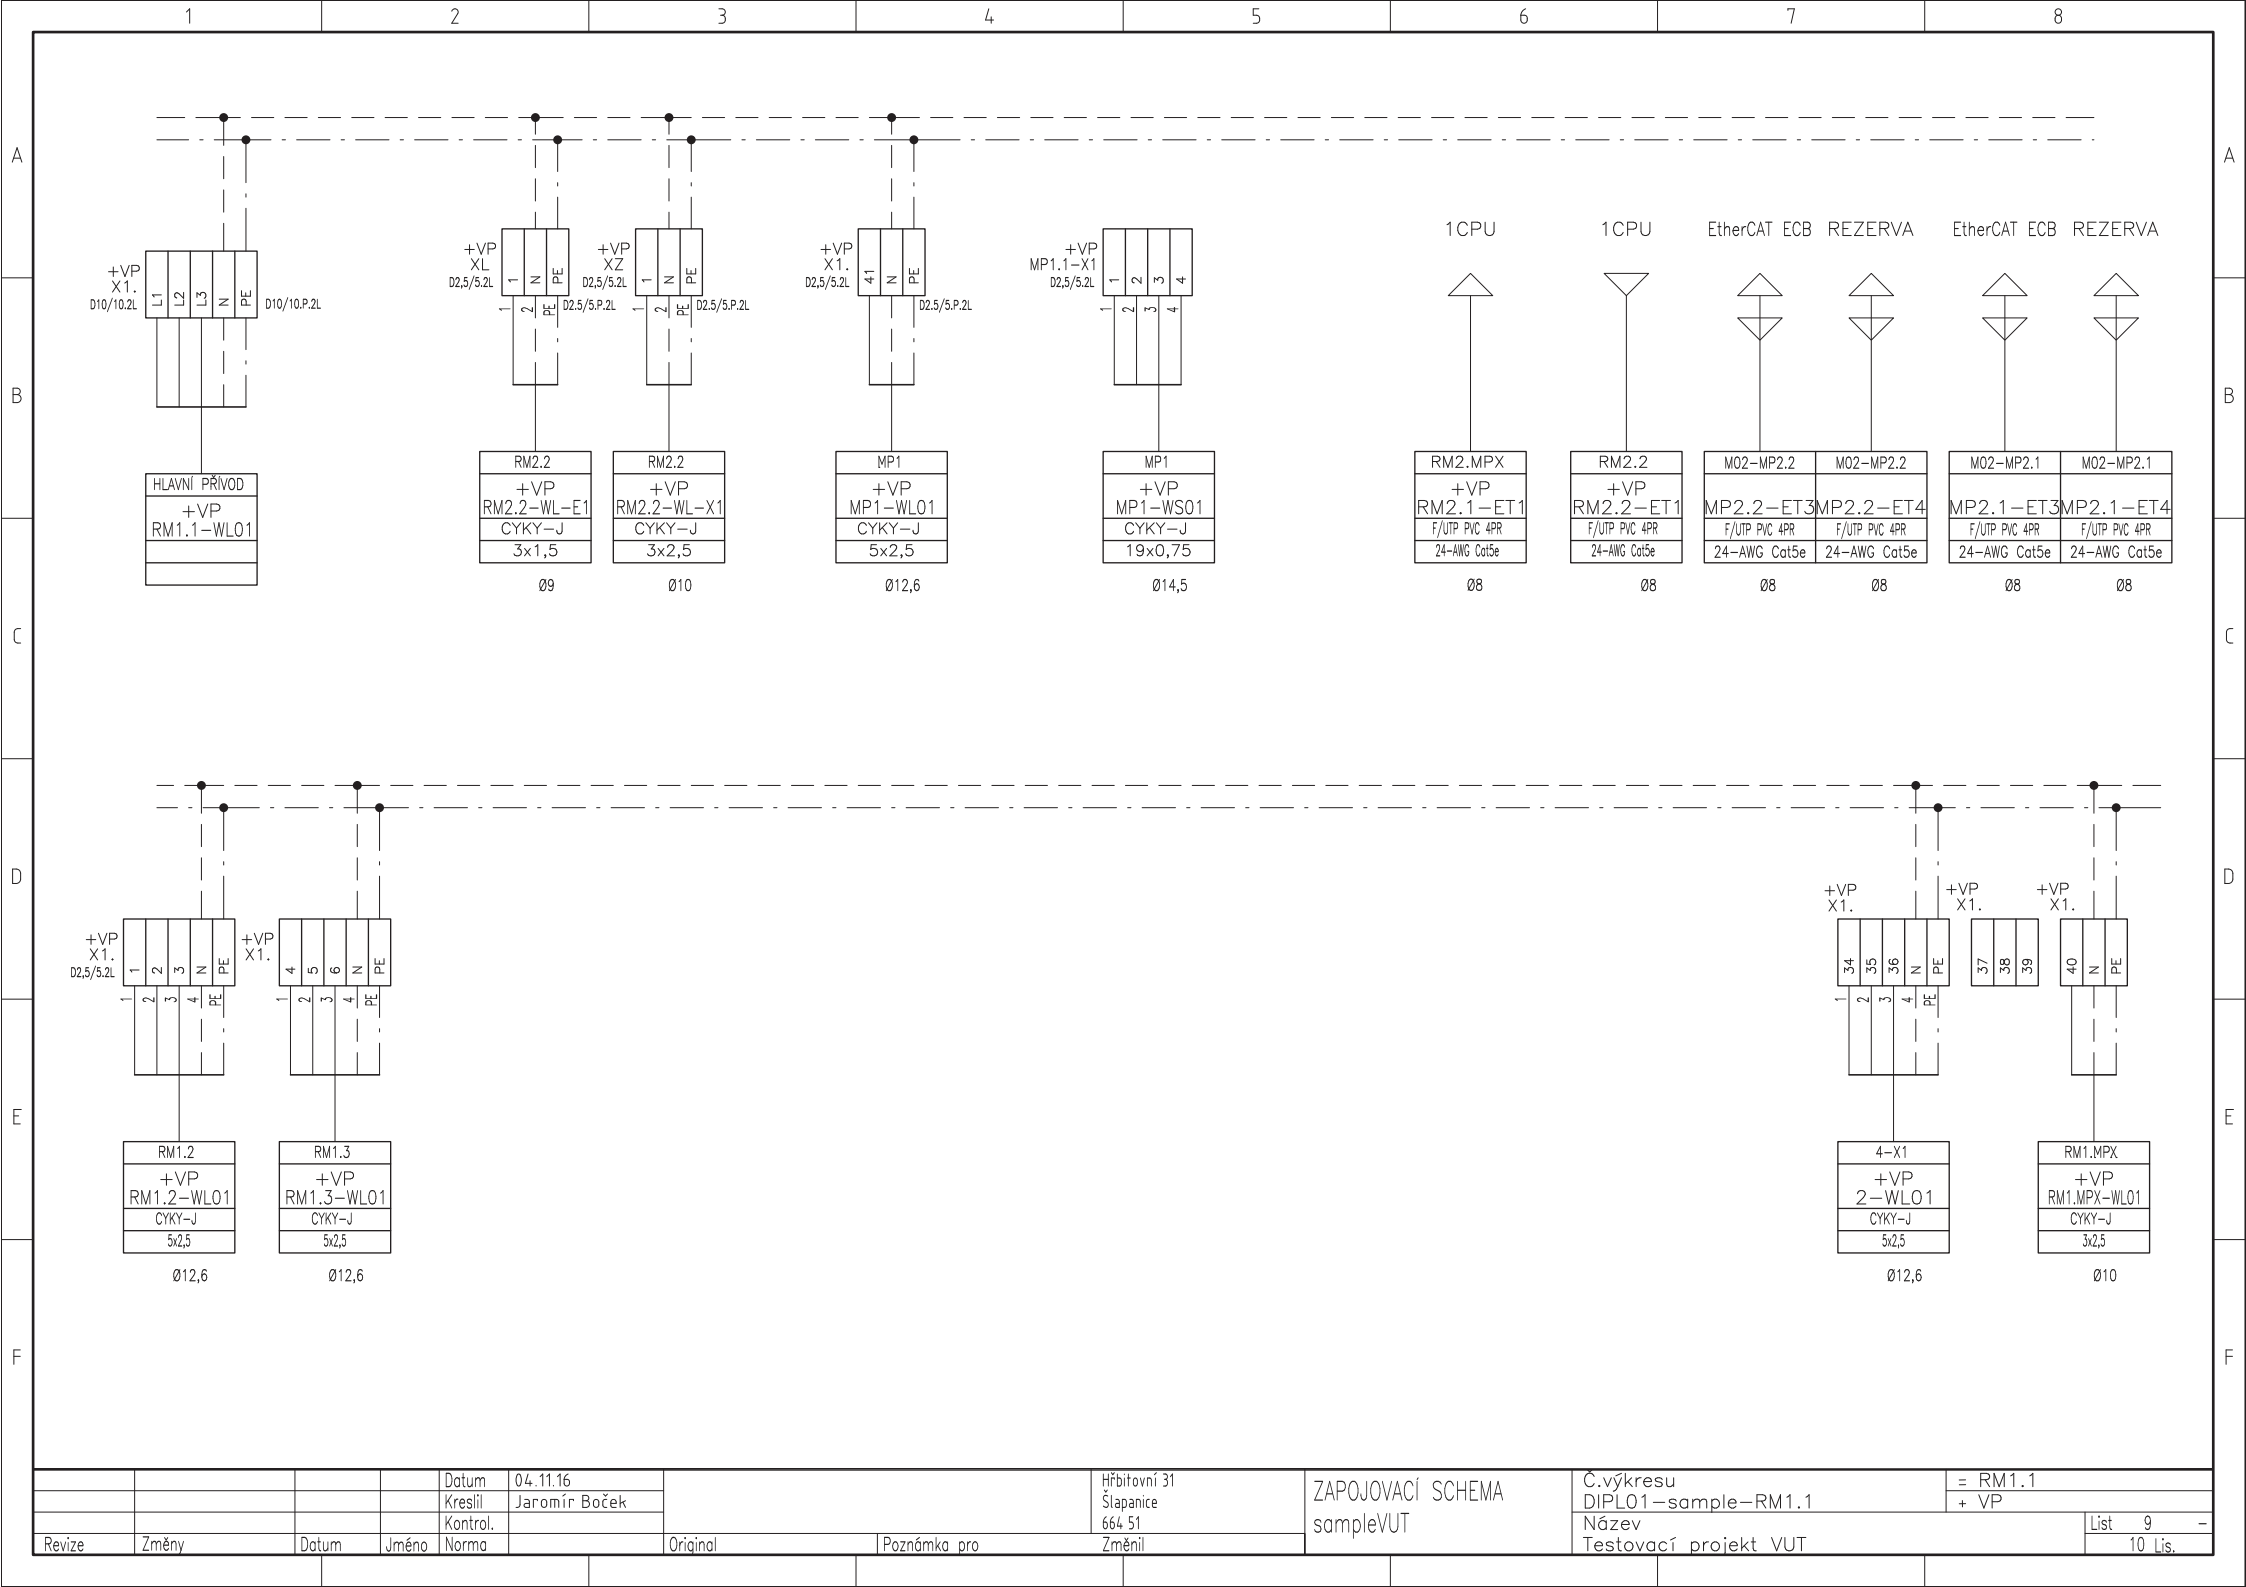 1 2 3 4 5 6 7 8
A A
1CPU 1CPU EtherCAT ECB REZERVA EtherCAT ECB REZERVA
+VP
X1.
D10/10.2L
L1 L2 L3 N PE
D10/10.P.2L
+VP
XL
D2,5/5.2L
1 N PE
1 2 PE
D2.5/5.P.2L
+VP
XZ
D2,5/5.2L
1 N PE
1 2 PE
D2.5/5.P.2L
+VP
X1.
D2,5/5.2L
41 N PE
D2.5/5.P.2L
+VP
MP1.1-X1
D2,5/5.2L
1 2 3 4
1 2 3 4
B B
HLAVNÍ PŘÍVOD
+VP
RM1.1-WL01
RM2.2
+VP
RM2.2-WL-E1
CYKY-J
3x1,5
Ø9
RM2.2
+VP
RM2.2-WL-X1
CYKY-J
3x2,5
Ø10
MP1
+VP
MP1-WL01
CYKY-J
5x2,5
Ø12,6
MP1
+VP
MP1-WS01
CYKY-J
19x0,75
Ø14,5
RM2.MPX
+VP
RM2.1-ET1
F/UTP PVC 4PR
24-AWG Cat5e
Ø8
RM2.2
+VP
RM2.2-ET1
F/UTP PVC 4PR
24-AWG Cat5e
Ø8
M02-MP2.2
MP2.2-ET3
F/UTP PVC 4PR
24-AWG Cat5e
Ø8
M02-MP2.2
MP2.2-ET4
F/UTP PVC 4PR
24-AWG Cat5e
Ø8
M02-MP2.1
MP2.1-ET3
F/UTP PVC 4PR
24-AWG Cat5e
Ø8
M02-MP2.1
MP2.1-ET4
F/UTP PVC 4PR
24-AWG Cat5e
Ø8
C C
D D
+VP
X1.
D2,5/5.2L
1 2 3 N PE
1 2 3 4 PE
+VP
X1.
4 5 6 N PE
1 2 3 4 PE
+VP
X1.
34 35 36 N PE
1 2 3 4 PE
+VP
X1.
37 38 39
+VP
X1.
40 N PE
E E
RM1.2
+VP
RM1.2-WL01
CYKY-J
5x2,5
Ø12,6
RM1.3
+VP
RM1.3-WL01
CYKY-J
5x2,5
Ø12,6
4-X1
+VP
2-WL01
CYKY-J
5x2,5
Ø12,6
RM1.MPX
+VP
RM1.MPX-WL01
CYKY-J
3x2,5
Ø10
F F
Datum 04.11.16
Kreslil Jaromír Boček
Kontrol.
Revize Změny Datum Jméno Norma Original Poznámka pro Změnil
Hřbitovní 31
Šlapanice
664 51
ZAPOJOVACÍ SCHEMA
sampleVUT
Č.výkresu
DIPL01-sample-RM1.1
Název
Testovací projekt VUT
= RM1.1
+ VP
List 9 -
10 Lis.